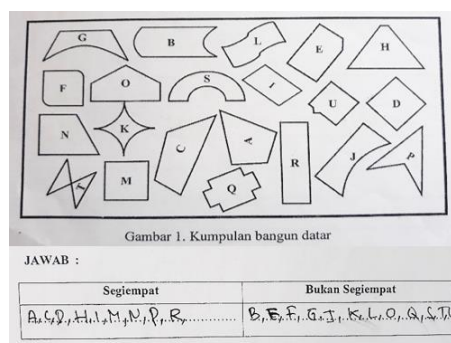 G B L E H
F O S I U D
N K C A R J P
T M Q
Gambar 1. Kumpulan bangun datar
JAWAB :
Segiempat Bukan Segiempat
A,C,D,H,I,M,N,P,R, B,E,F,G,J,K,L,O,Q,S,T,U